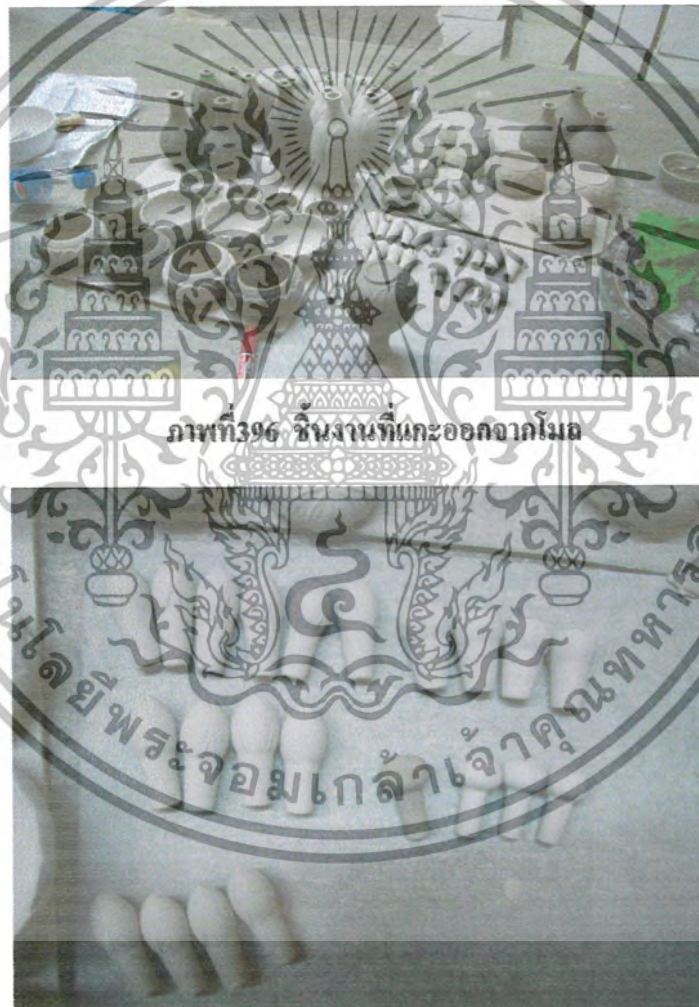 ภาพที่396 ชิ้นงานที่แกะออกจากโมล
โนโลยีพระจอมเกล้าเจ้าคุณทหาร